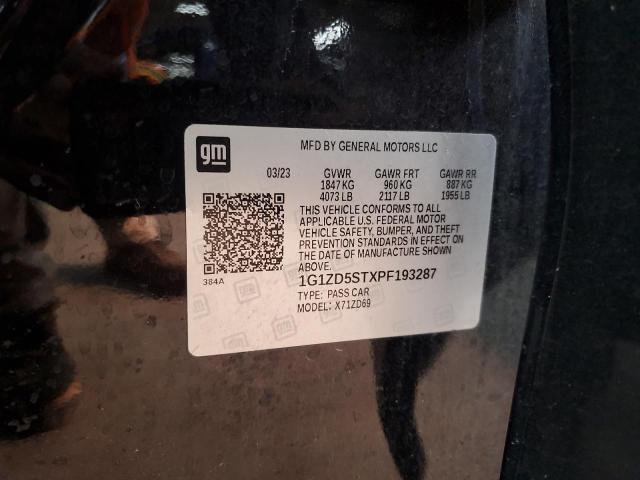 gm
MFD BY GENERAL MOTORS LLC
03/23 GVWR GAWR FRT GAWR RR
1847 KG 960 KG 887 KG
4073 LB 2117 LB 1955 LB
THIS VEHICLE CONFORMS TO ALL
APPLICABLE U.S. FEDERAL MOTOR
VEHICLE SAFETY, BUMPER, AND THEFT
PREVENTION STANDARDS IN EFFECT ON
THE DATE OF MANUFACTURE SHOWN
ABOVE.
384A
1G1ZD5STXPF193287
TYPE: PASS CAR
MODEL: X71ZD69